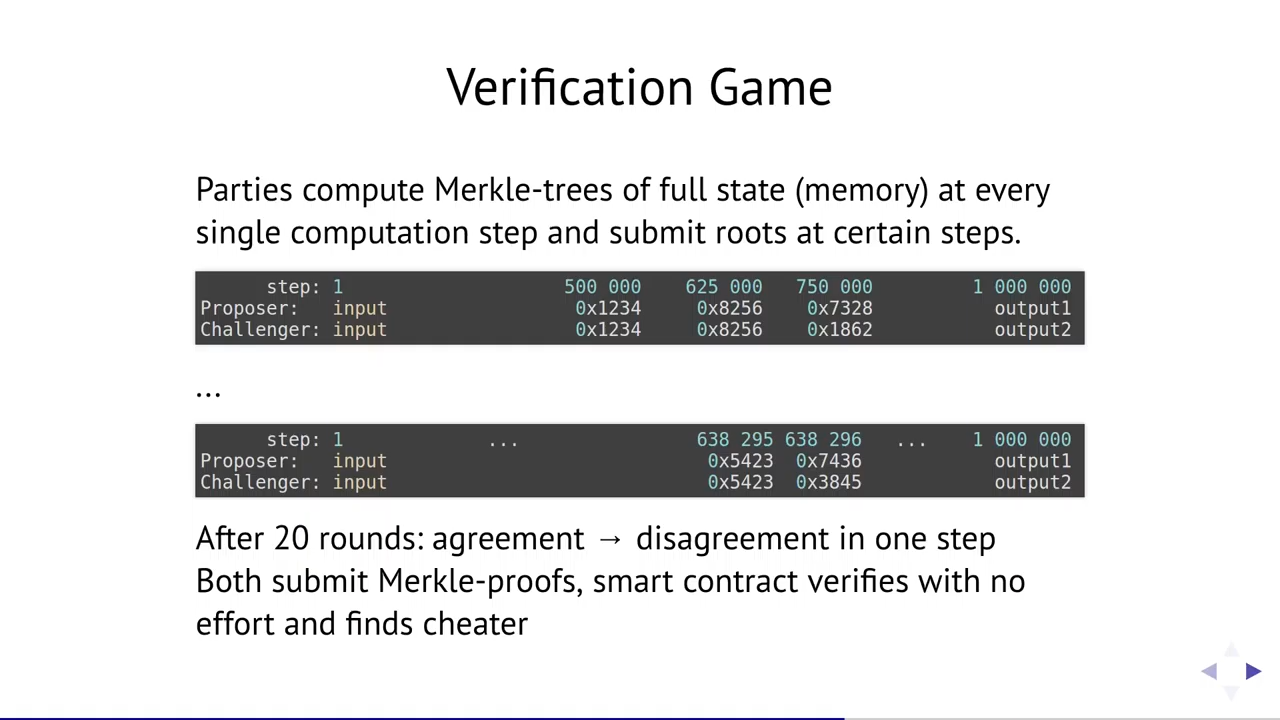 Verification Game
Parties compute Merkle-trees of full state (memory) at every
single computation step and submit roots at certain steps.
step: 1 500 000 625 000 750 000 1 000 000
Proposer: input 0x1234 0x8256 0x7328 output1
Challenger: input 0x1234 0x8256 0x1862 output2
...
step: 1 ... 638 295 638 296 ... 1 000 000
Proposer: input 0x5423 0x7436 output1
Challenger: input 0x5423 0x3845 output2
After 20 rounds: agreement → disagreement in one step
Both submit Merkle-proofs, smart contract verifies with no
effort and finds cheater